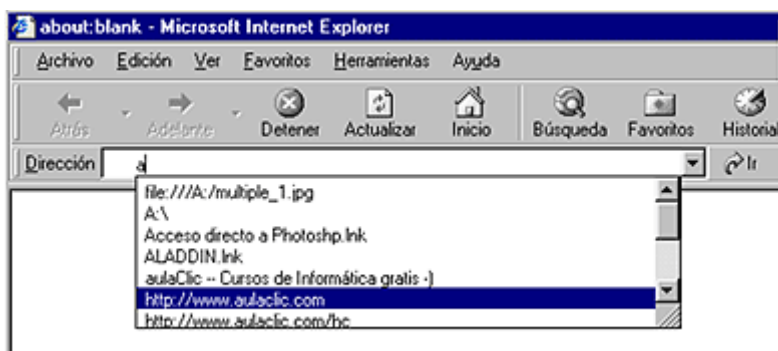 about:blank - Microsoft Internet Explorer
Archivo Edición Ver Favoritos Herramientas Ayuda
Atrás Adelante Detener Actualizar Inicio Búsqueda Favoritos Historial
Dirección a Ir
file:///A:/multiple_1.jpg
A:\
Acceso directo a Photoshp.lnk
ALADDIN.lnk
aulaClic -- Cursos de Informática gratis -)
http://www.aulaclic.com
http://www.aulaclic.com/hc